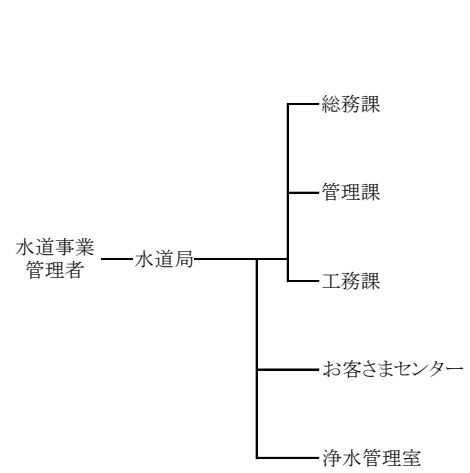 総務課
管理課
水道事業
管理者
水道局
工務課
お客さまセンター
浄水管理室